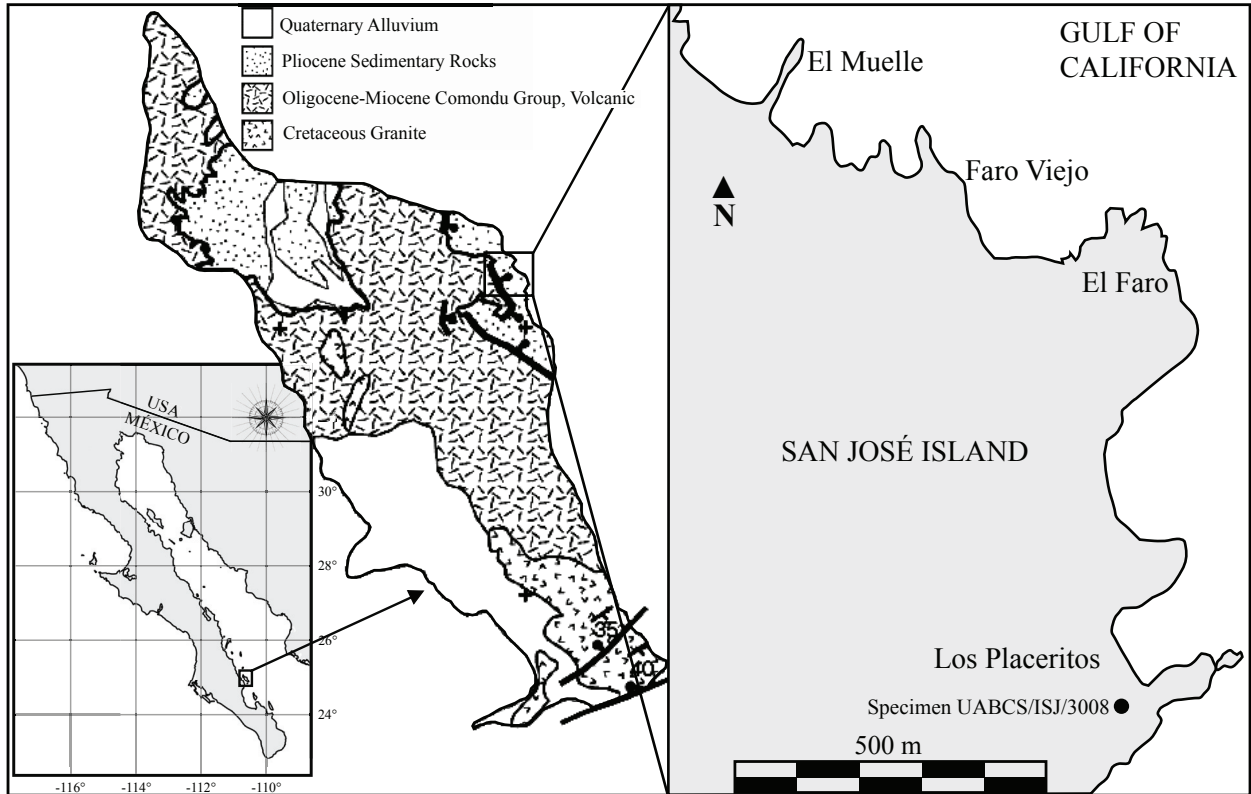 Quaternary Alluvium
Pliocene Sedimentary Rocks
Oligocene-Miocene Comondu Group, Volcanic
Cretaceous Granite
35
40
USA
MÉXICO
30°
28°
26°
24°
-116°
-114°
-112°
-110°
GULF OF
CALIFORNIA
El Muelle
Faro Viejo
N
El Faro
SAN JOSÉ ISLAND
Los Placeritos
Specimen UABCS/ISJ/3008
500 m